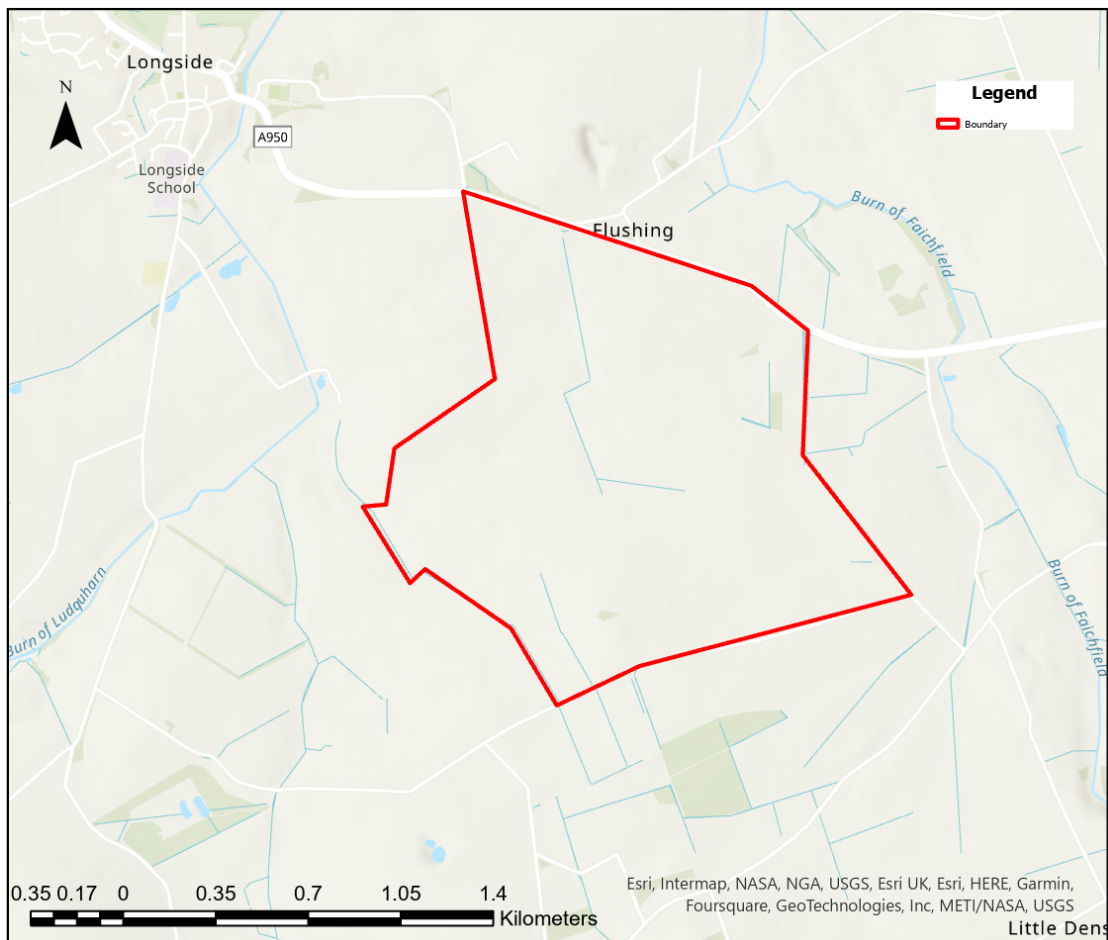 Longside
N
A950
Longside
School
Legend
Boundary
Flushing
Burn of Faichfield
Burn of Ludquharn
Burn of Faichfield
0.35 0.17 0 0.35 0.7 1.05 1.4
Kilometers
Esri, Intermap, NASA, NGA, USGS, Esri UK, Esri, HERE, Garmin,
Foursquare, GeoTechnologies, Inc, METI/NASA, USGS
Little Dens